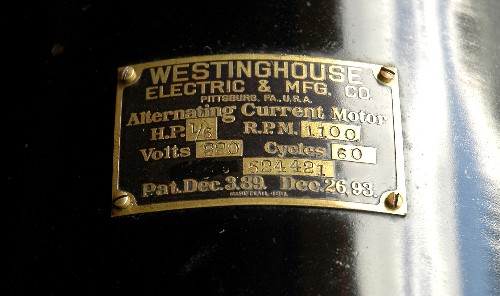 WESTINGHOUSE
ELECTRIC & MFG. CO.
PITTSBURG, PA., U.S.A.
Alternating Current Motor
H.P. 1/6 R.P.M. 1100
Volts 220 Cycles 60
524421
Pat. Dec. 3, 89. Dec. 26, 93.